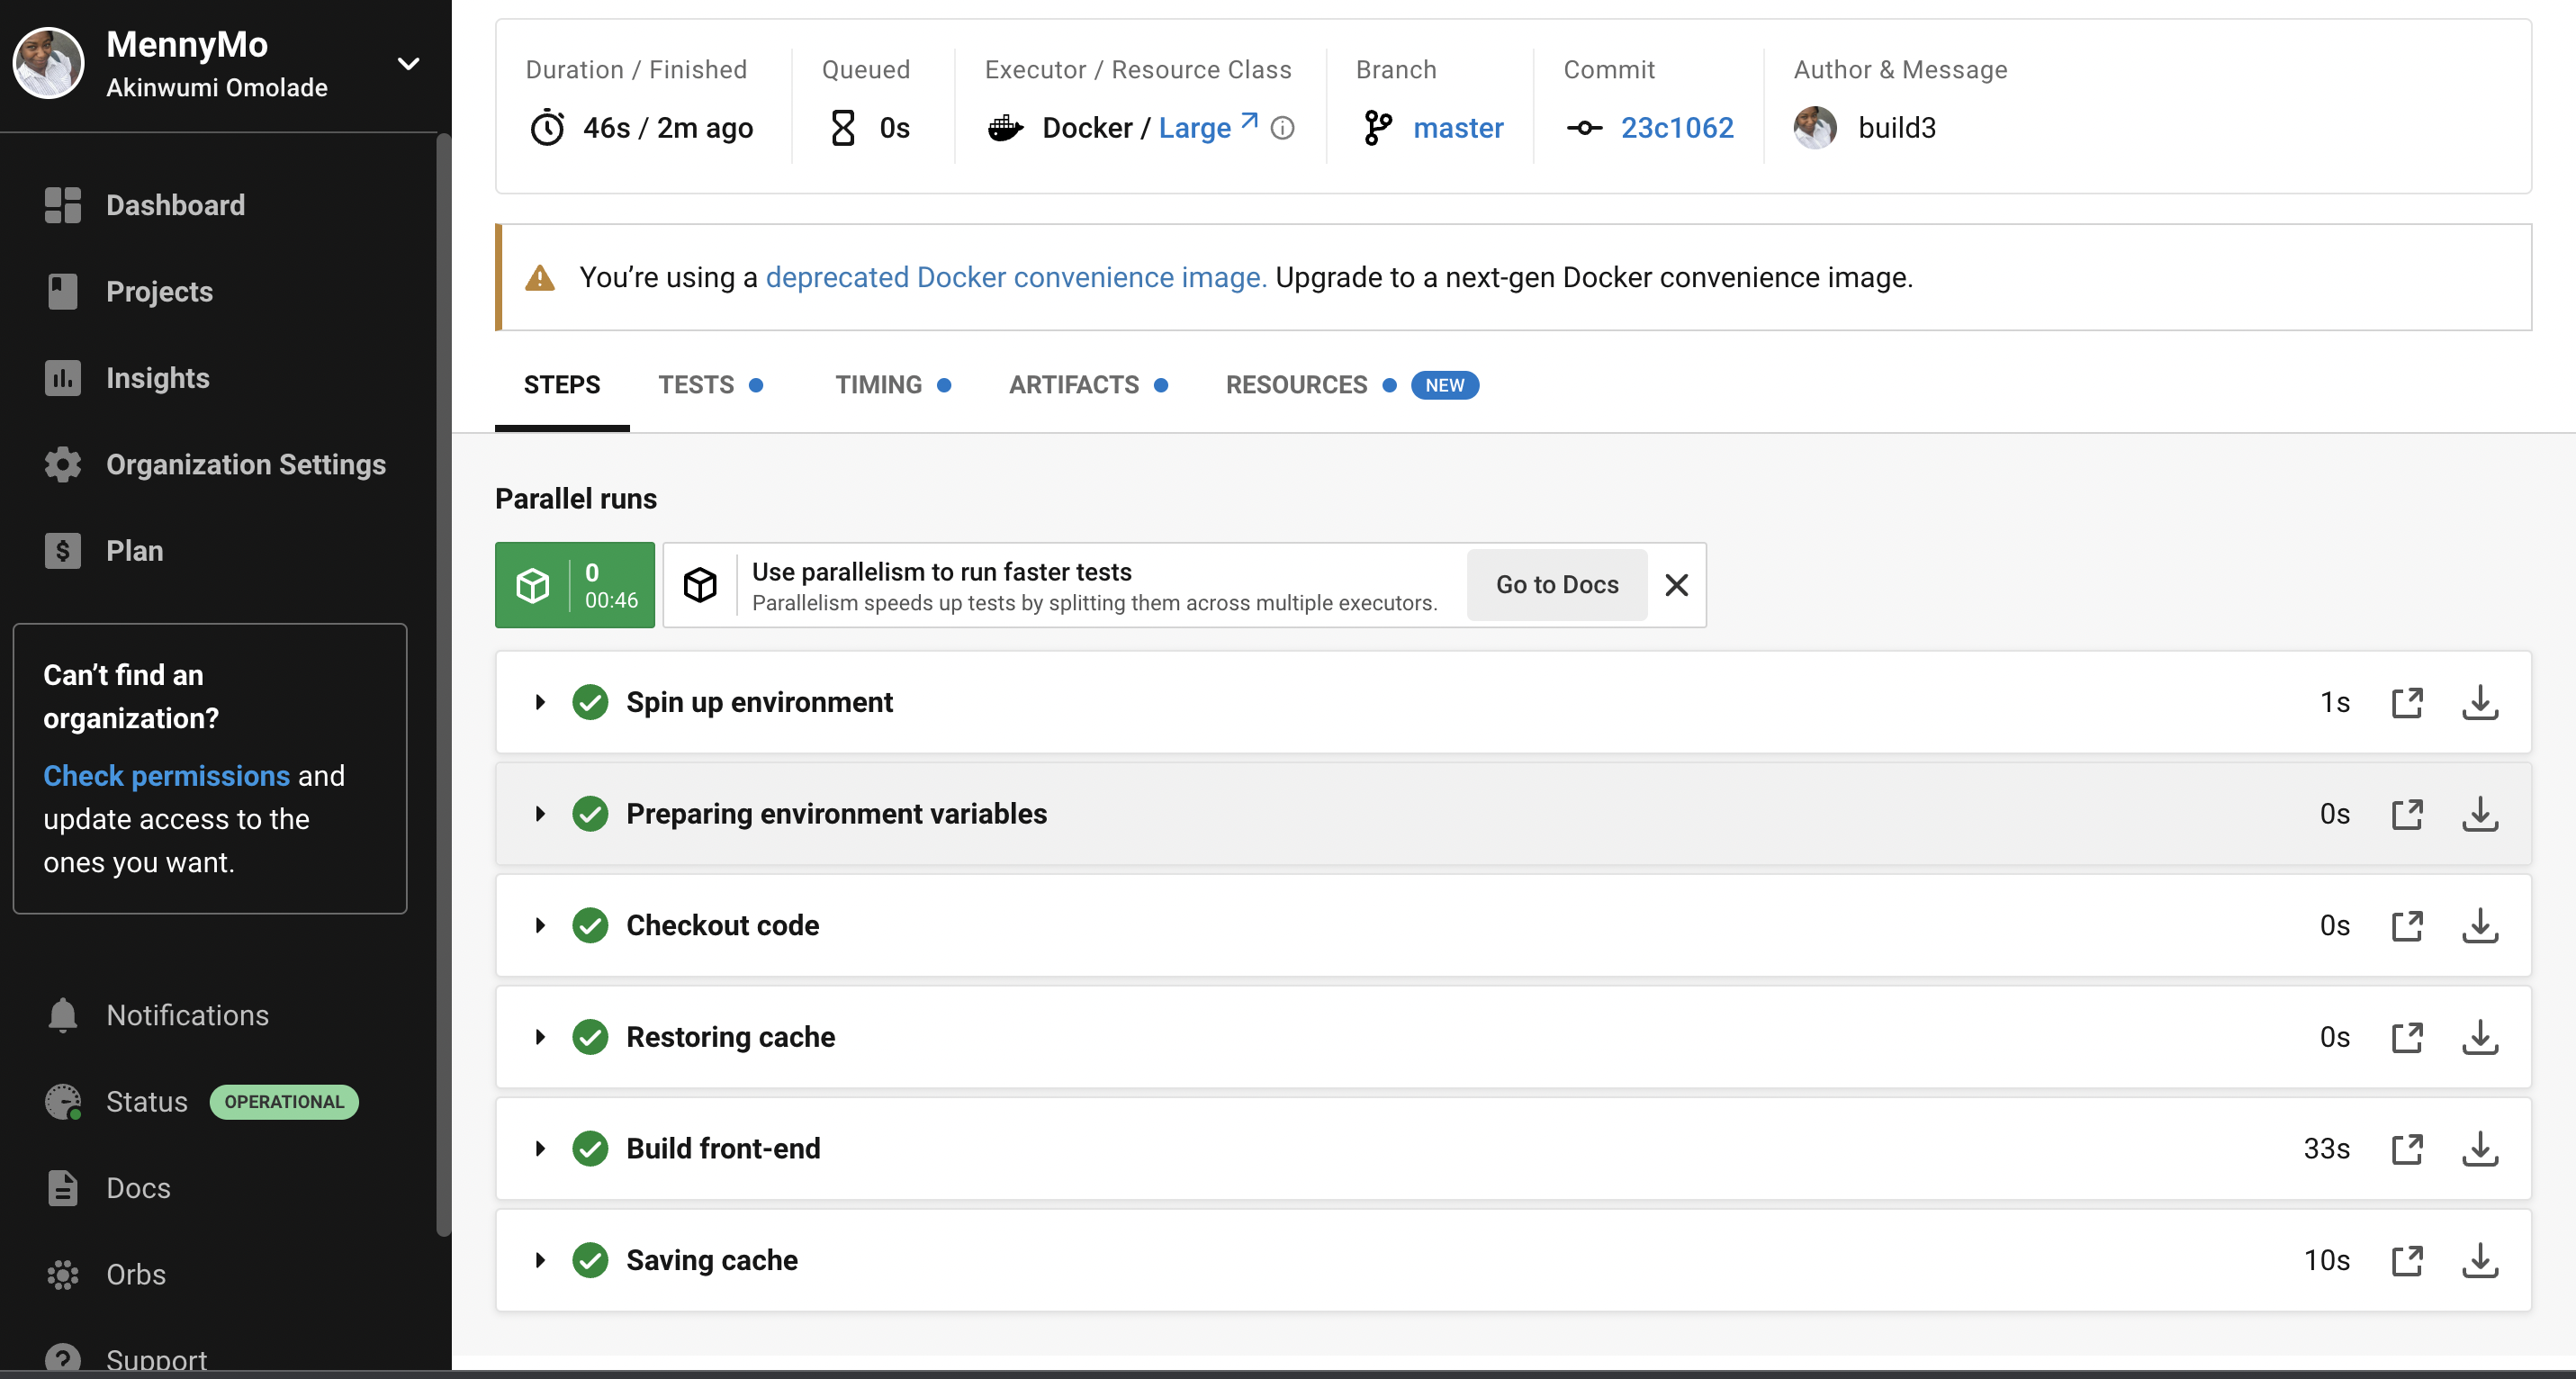 MennyMo
Akinwumi Omolade
Dashboard
Projects
Insights
Organization Settings
Plan
Can’t find an
organization?
Check permissions and
update access to the
ones you want.
Notifications
Status OPERATIONAL
Docs
Orbs
Support
Duration / Finished
46s / 2m ago
Queued
0s
Executor / Resource Class
Docker / Large
Branch
master
Commit
23c1062
Author & Message
build3
You’re using a deprecated Docker convenience image. Upgrade to a next-gen Docker convenience image.
STEPS TESTS TIMING ARTIFACTS RESOURCES NEW
Parallel runs
0
00:46
Use parallelism to run faster tests
Parallelism speeds up tests by splitting them across multiple executors.
Go to Docs
Spin up environment 1s
Preparing environment variables 0s
Checkout code 0s
Restoring cache 0s
Build front-end 33s
Saving cache 10s